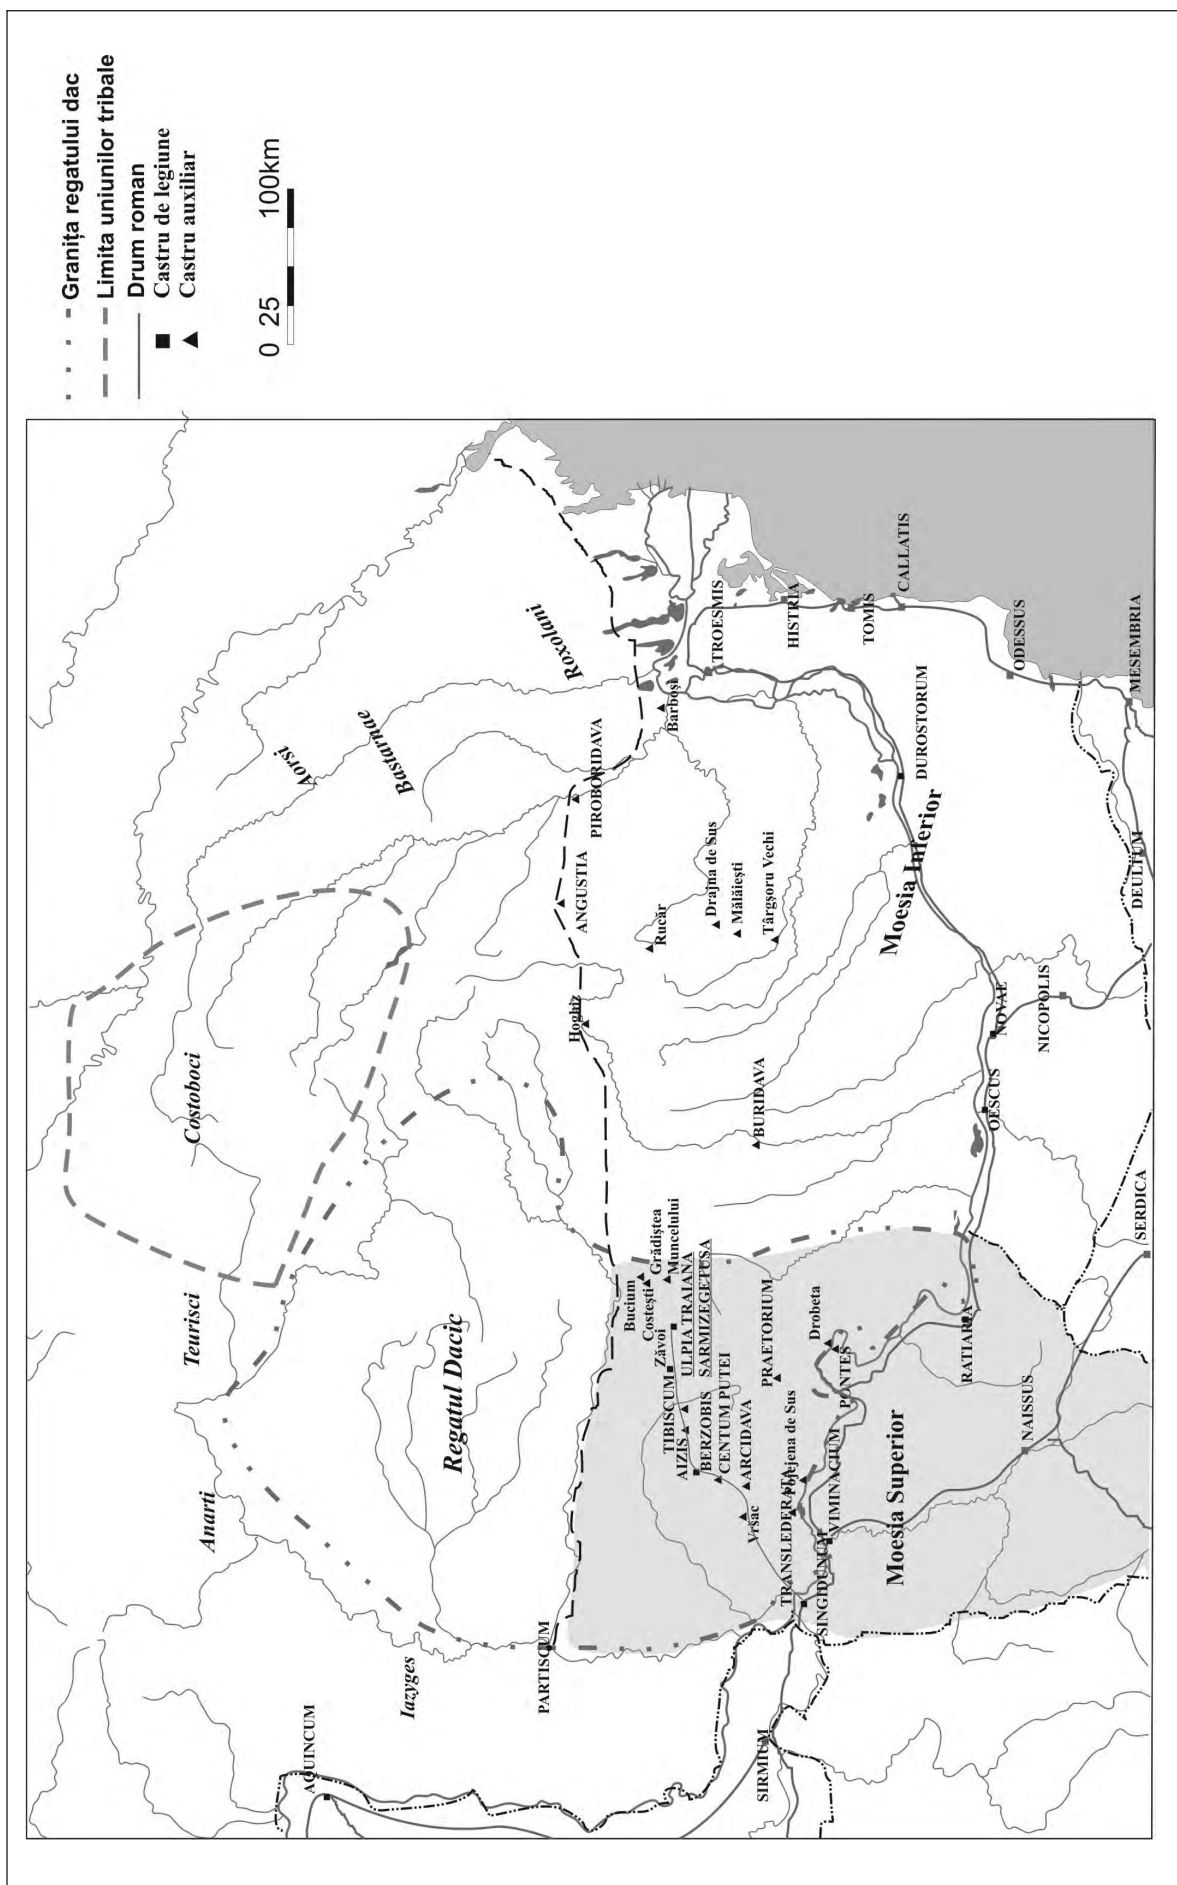 Granița regatului dac
Limita uniunilor tribale
Drum roman
Castru de legiune
Castru auxiliar
0 25 100km
Costoboci
Teurisci
Anarti
Aorsi
Bastarnae
Roxolani
Iazyges
AQUINCUM
Regatul Dacic
PARTISCUM
Hoghiz
ANGUSTIA
PIROBORIDAVA
Bucium
Costești
Grădiștea
Muncelului
Rucăr
Barboși
Zăvoi
ULPIA TRAIANA
SARMIZEGETUSA
TIBISCUM
AIZIS
BERZOBIS
CENTUM PUTEI
ARCIDAVA
Vršac
PRAETORIUM
BURIDAVA
Drajna de Sus
Mălăiești
Târgșoru Vechi
TROESMIS
HISTRIA
TOMIS
CALLATIS
TRANSLEDERATA
Pojejena de Sus
Drobeta
PONTES
SIRMIUM
SINGIDUNUM
VIMINACIUM
Moesia Superior
Moesia Inferior
DUROSTORUM
RATIARIA
OESCUS
NOVAE
NICOPOLIS
NAISSUS
ODESSUS
SERDICA
DEULTUM
MESEMBRIA